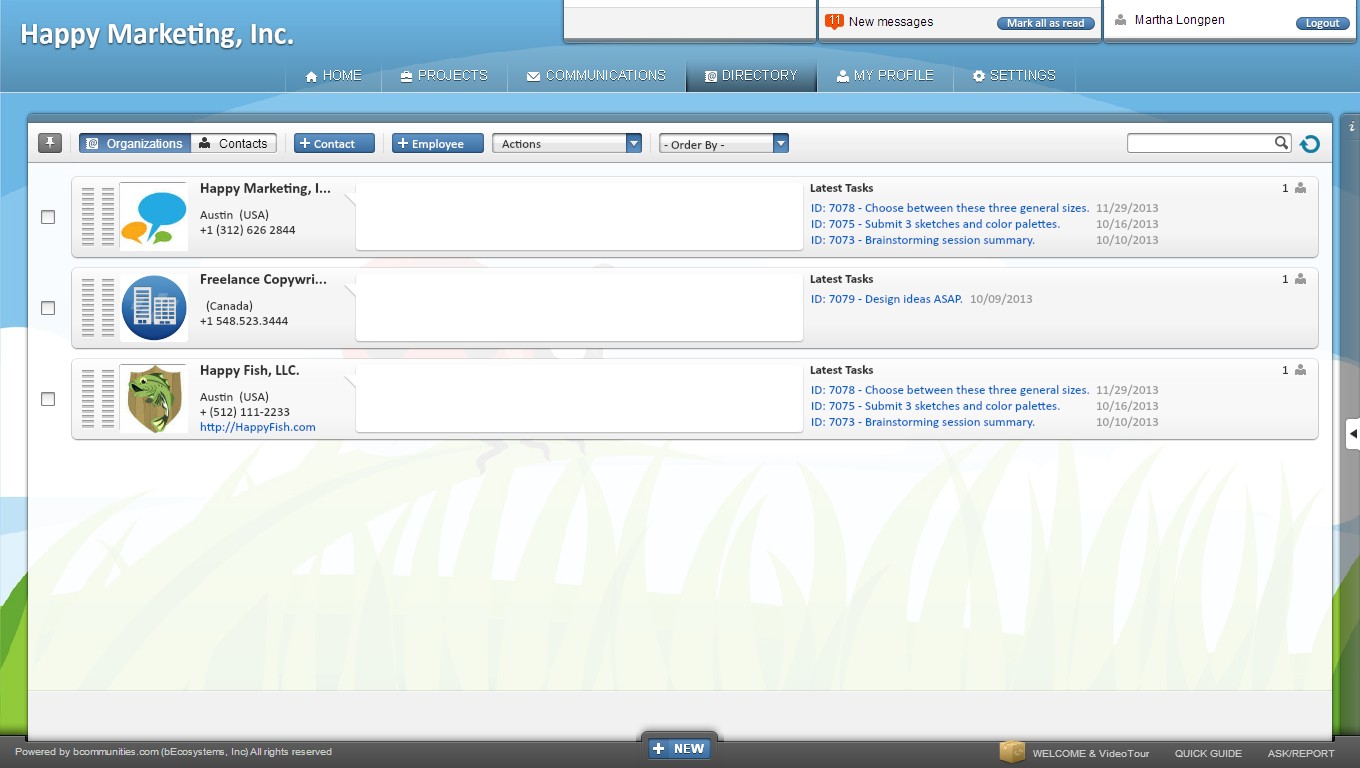 Happy Marketing, Inc.
11 New messages
Mark all as read
Martha Longpen
Logout
HOME
PROJECTS
COMMUNICATIONS
DIRECTORY
MY PROFILE
SETTINGS
Organizations
Contacts
+ Contact
+ Employee
Actions
- Order By -
i
Happy Marketing, I...
Austin (USA)
+1 (312) 626 2844
Latest Tasks
1
ID: 7078 - Choose between these three general sizes. 11/29/2013
ID: 7075 - Submit 3 sketches and color palettes. 10/16/2013
ID: 7073 - Brainstorming session summary. 10/10/2013
Freelance Copywri...
(Canada)
+1 548.523.3444
Latest Tasks
1
ID: 7079 - Design ideas ASAP. 10/09/2013
Happy Fish, LLC.
Austin (USA)
+ (512) 111-2233
http://HappyFish.com
Latest Tasks
1
ID: 7078 - Choose between these three general sizes. 11/29/2013
ID: 7075 - Submit 3 sketches and color palettes. 10/16/2013
ID: 7073 - Brainstorming session summary. 10/10/2013
Powered by bcommunities.com (bEcosystems, Inc) All rights reserved
+ NEW
WELCOME & VideoTour
QUICK GUIDE
ASK/REPORT